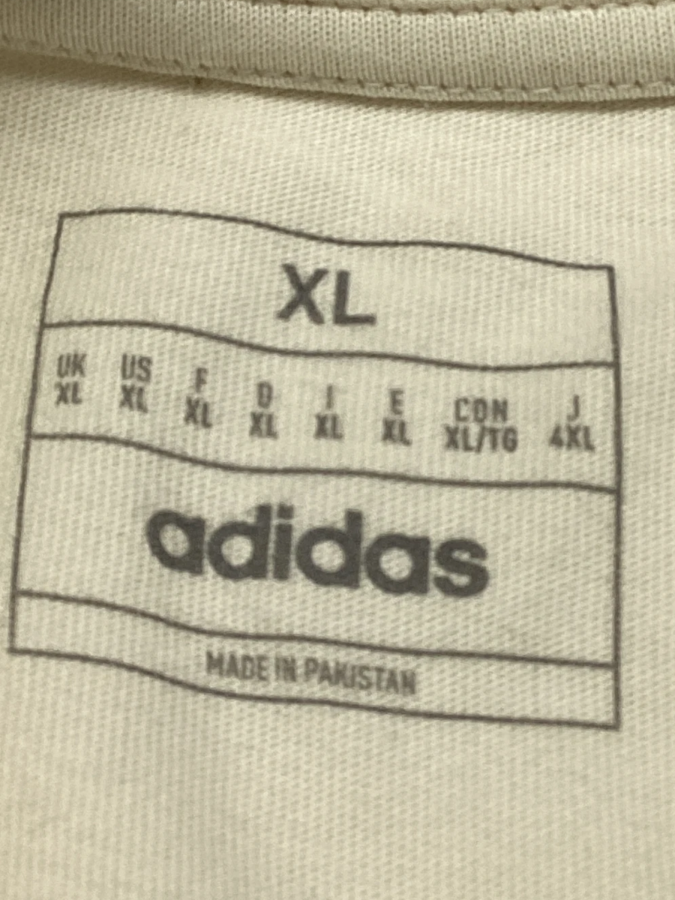 XL
UK US F D I E CDN J
XL XL XL XL XL XL XL/TG 4XL
adidas
MADE IN PAKISTAN